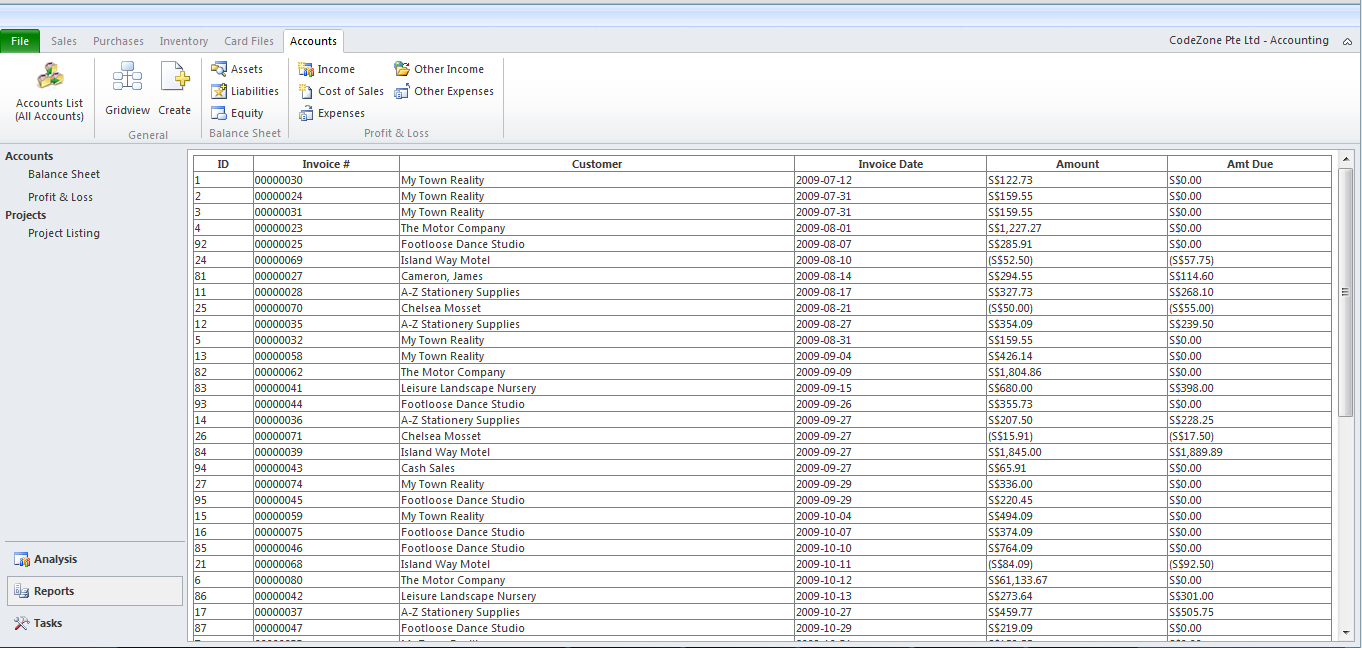 File Sales Purchases Inventory Card Files Accounts CodeZone Pte Ltd - Accounting
Accounts List
(All Accounts)
Gridview Create
General
Assets
Liabilities
Equity
Balance Sheet
Income Other Income
Cost of Sales Other Expenses
Expenses
Profit & Loss
Accounts
Balance Sheet
Profit & Loss
Projects
Project Listing
Analysis
Reports
Tasks
ID Invoice # Customer Invoice Date Amount Amt Due
1 00000030 My Town Reality 2009-07-12 S$122.73 S$0.00
2 00000024 My Town Reality 2009-07-31 S$159.55 S$0.00
3 00000031 My Town Reality 2009-07-31 S$159.55 S$0.00
4 00000023 The Motor Company 2009-08-01 S$1,227.27 S$0.00
92 00000025 Footloose Dance Studio 2009-08-07 S$285.91 S$0.00
24 00000069 Island Way Motel 2009-08-10 (S$52.50) (S$57.75)
81 00000027 Cameron, James 2009-08-14 S$294.55 S$114.60
11 00000028 A-Z Stationery Supplies 2009-08-17 S$327.73 S$268.10
25 00000070 Chelsea Mosset 2009-08-21 (S$50.00) (S$55.00)
12 00000035 A-Z Stationery Supplies 2009-08-27 S$354.09 S$239.50
5 00000032 My Town Reality 2009-08-31 S$159.55 S$0.00
13 00000058 My Town Reality 2009-09-04 S$426.14 S$0.00
82 00000062 The Motor Company 2009-09-09 S$1,804.86 S$0.00
83 00000041 Leisure Landscape Nursery 2009-09-15 S$680.00 S$398.00
93 00000044 Footloose Dance Studio 2009-09-26 S$355.73 S$0.00
14 00000036 A-Z Stationery Supplies 2009-09-27 S$207.50 S$228.25
26 00000071 Chelsea Mosset 2009-09-27 (S$15.91) (S$17.50)
84 00000039 Island Way Motel 2009-09-27 S$1,845.00 S$1,889.89
94 00000043 Cash Sales 2009-09-27 S$65.91 S$0.00
27 00000074 My Town Reality 2009-09-29 S$336.00 S$0.00
95 00000045 Footloose Dance Studio 2009-09-29 S$220.45 S$0.00
15 00000059 My Town Reality 2009-10-04 S$494.09 S$0.00
16 00000075 Footloose Dance Studio 2009-10-07 S$374.09 S$0.00
85 00000046 Footloose Dance Studio 2009-10-10 S$764.09 S$0.00
21 00000068 Island Way Motel 2009-10-11 (S$84.09) (S$92.50)
6 00000080 The Motor Company 2009-10-12 S$61,133.67 S$0.00
86 00000042 Leisure Landscape Nursery 2009-10-13 S$273.64 S$301.00
17 00000037 A-Z Stationery Supplies 2009-10-27 S$459.77 S$505.75
87 00000047 Footloose Dance Studio 2009-10-29 S$219.09 S$0.00